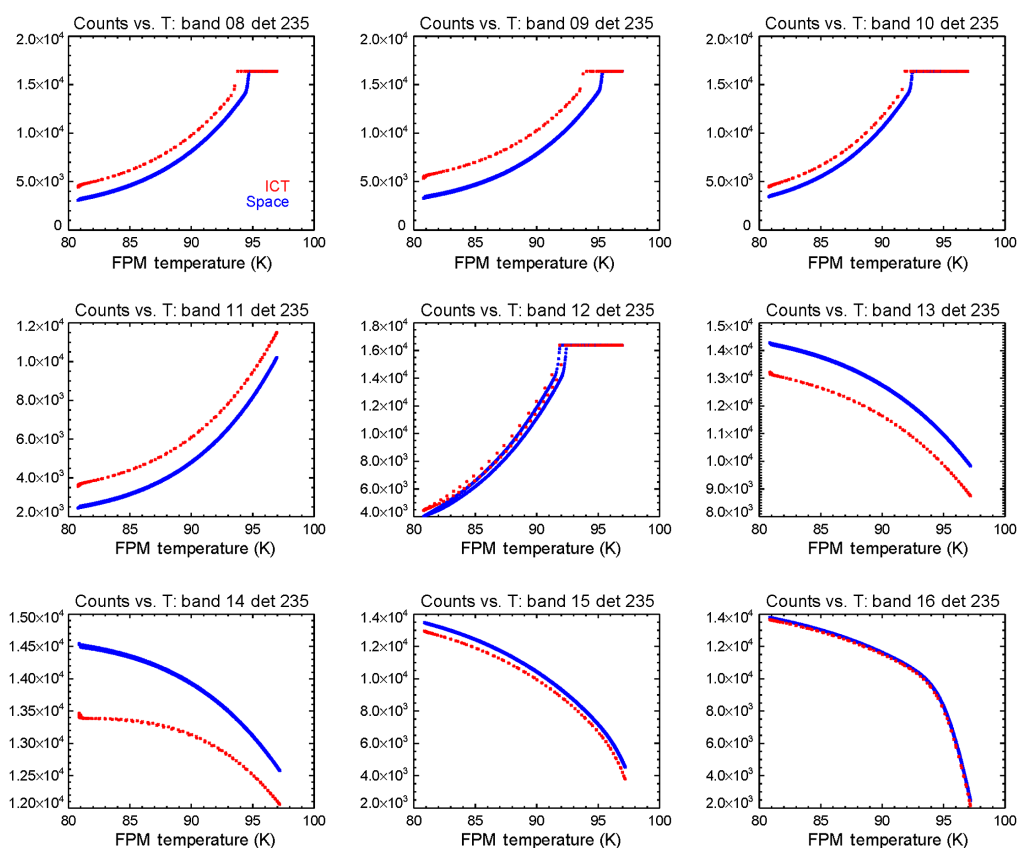 Counts vs. T: band 08 det 235
Counts vs. T: band 09 det 235
Counts vs. T: band 10 det 235
2.0×10⁴
1.5×10⁴
1.0×10⁴
5.0×10³
0
ICT
Space
80 85 90 95 100
FPM temperature (K)
2.0×10⁴
1.5×10⁴
1.0×10⁴
5.0×10³
0
80 85 90 95 100
FPM temperature (K)
2.0×10⁴
1.5×10⁴
1.0×10⁴
5.0×10³
0
80 85 90 95 100
FPM temperature (K)
Counts vs. T: band 11 det 235
Counts vs. T: band 12 det 235
Counts vs. T: band 13 det 235
1.2×10⁴
1.0×10⁴
8.0×10³
6.0×10³
4.0×10³
2.0×10³
80 85 90 95 100
FPM temperature (K)
1.8×10⁴
1.6×10⁴
1.4×10⁴
1.2×10⁴
1.0×10⁴
8.0×10³
6.0×10³
4.0×10³
80 85 90 95 100
FPM temperature (K)
1.5×10⁴
1.4×10⁴
1.3×10⁴
1.2×10⁴
1.1×10⁴
1.0×10⁴
9.0×10³
8.0×10³
80 85 90 95 100
FPM temperature (K)
Counts vs. T: band 14 det 235
Counts vs. T: band 15 det 235
Counts vs. T: band 16 det 235
1.50×10⁴
1.45×10⁴
1.40×10⁴
1.35×10⁴
1.30×10⁴
1.25×10⁴
1.20×10⁴
80 85 90 95 100
FPM temperature (K)
1.4×10⁴
1.2×10⁴
1.0×10⁴
8.0×10³
6.0×10³
4.0×10³
2.0×10³
80 85 90 95 100
FPM temperature (K)
1.4×10⁴
1.2×10⁴
1.0×10⁴
8.0×10³
6.0×10³
4.0×10³
2.0×10³
80 85 90 95 100
FPM temperature (K)